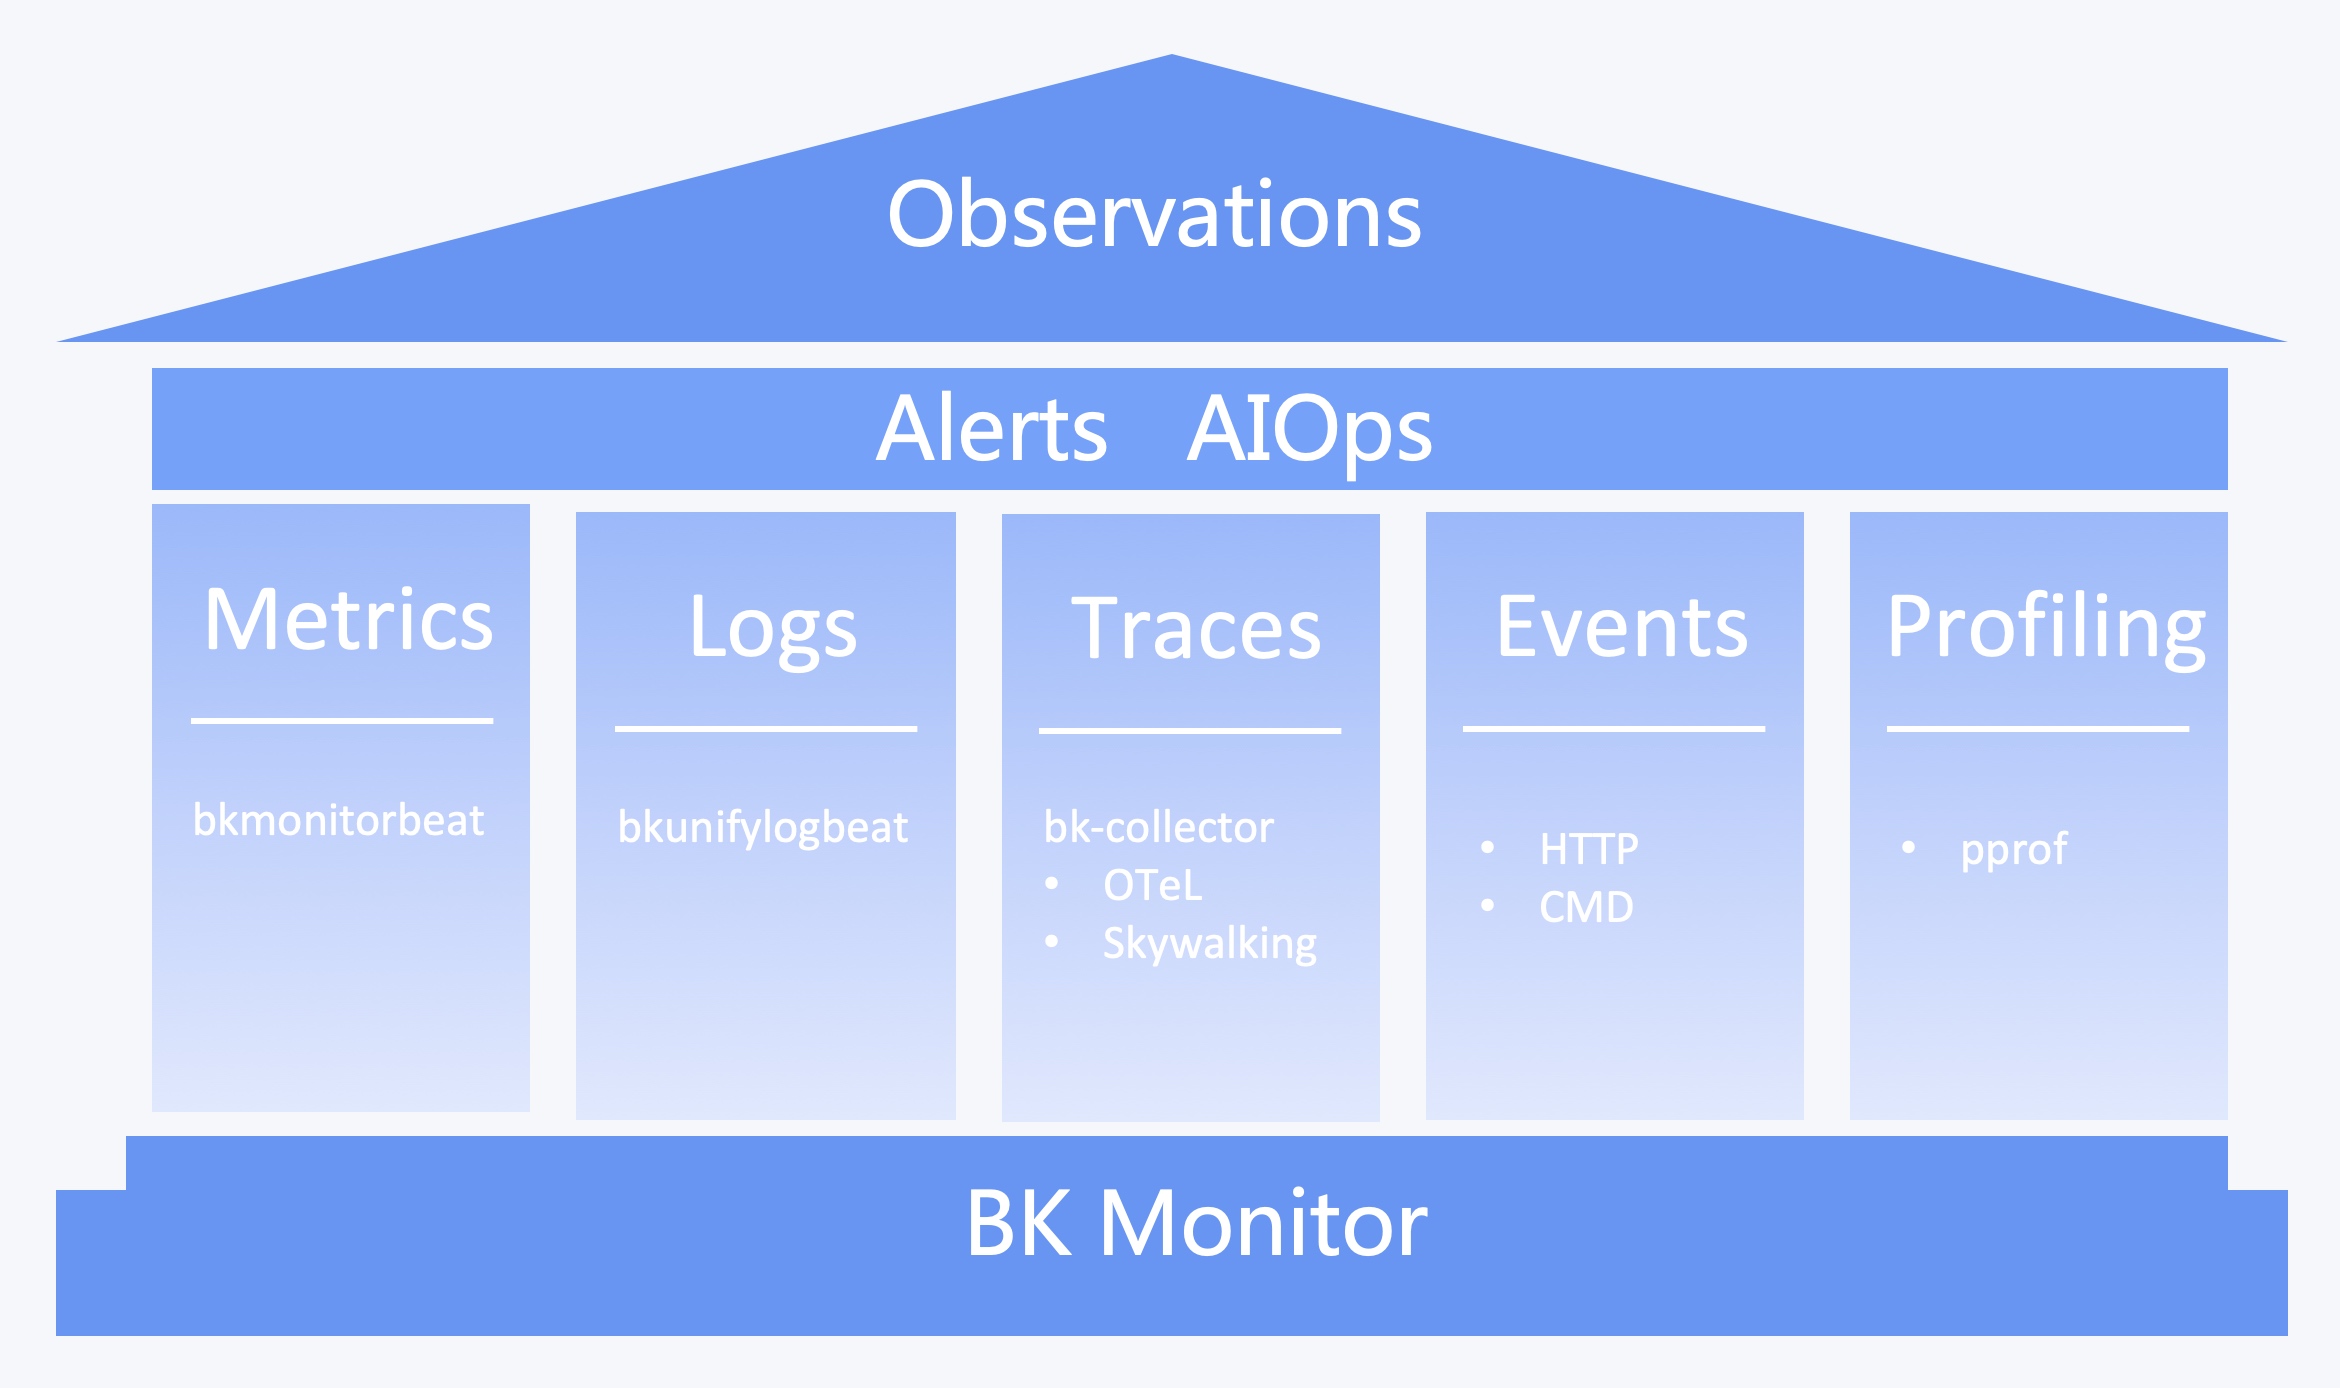 Observations
Alerts AIOps
Metrics
bkmonitorbeat
Logs
bkunifylogbeat
Traces
bk-collector
• OTeL
• Skywalking
Events
• HTTP
• CMD
Profiling
• pprof
BK Monitor